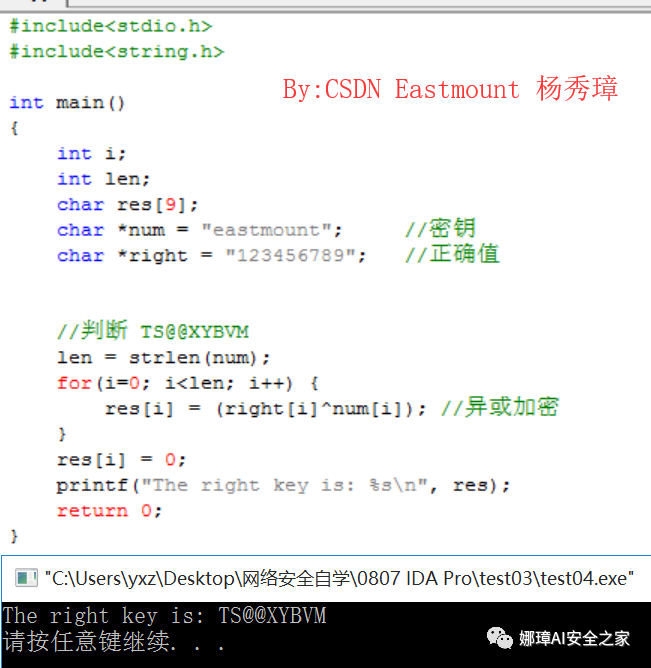 #include<stdio.h>
#include<string.h>
By:CSDN Eastmount 杨秀璋
int main()
{
    int i;
    int len;
    char res[9];
    char *num = "eastmount";     //密钥
    char *right = "123456789";   //正确值
    //判断 TS@@XYBVM
    len = strlen(num);
    for(i=0; i<len; i++) {
        res[i] = (right[i]^num[i]); //异或加密
    }
    res[i] = 0;
    printf("The right key is: %s\n", res);
    return 0;
}
"C:\Users\yxz\Desktop\网络安全自学\0807 IDA Pro\test03\test04.exe"
The right key is: TS@@XYBVM
请按任意键继续. . .
娜璋AI安全之家